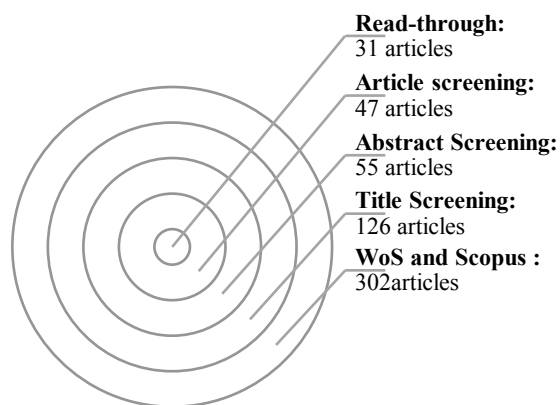 Read-through:
31 articles
Article screening:
47 articles
Abstract Screening:
55 articles
Title Screening:
126 articles
WoS and Scopus :
302articles